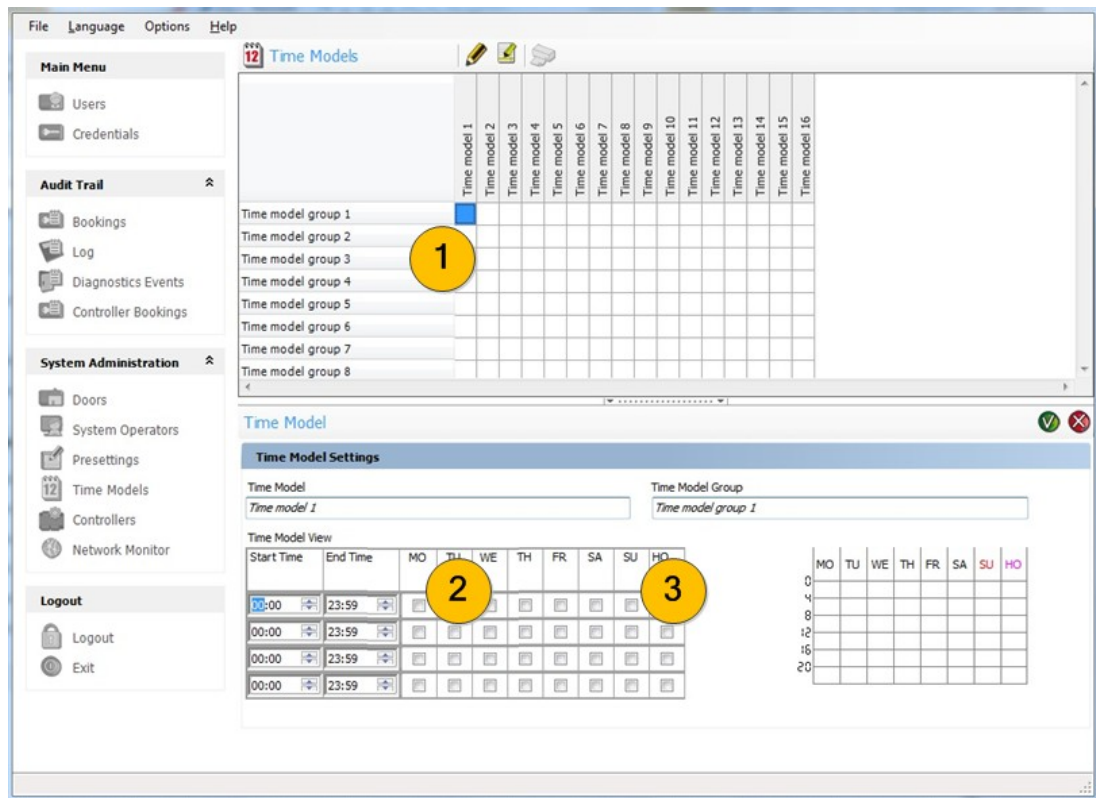 File Language Options Help
Main Menu
Users
Credentials
Audit Trail
Bookings
Log
Diagnostics Events
Controller Bookings
System Administration
Doors
System Operators
Presettings
12 Time Models
Controllers
Network Monitor
Logout
Logout
Exit
12 Time Models
Time model 1
Time model 2
Time model 3
Time model 4
Time model 5
Time model 6
Time model 7
Time model 8
Time model 9
Time model 10
Time model 11
Time model 12
Time model 13
Time model 14
Time model 15
Time model 16
Time model group 1
Time model group 2
Time model group 3
Time model group 4
Time model group 5
Time model group 6
Time model group 7
Time model group 8
1
Time Model
Time Model Settings
Time Model Time Model Group
Time model 1 Time model group 1
Time Model View
Start Time End Time MO TU WE TH FR SA SU HO
2 3
00:00 23:59
00:00 23:59
00:00 23:59
00:00 23:59
MO TU WE TH FR SA SU HO
0
4
8
12
16
20